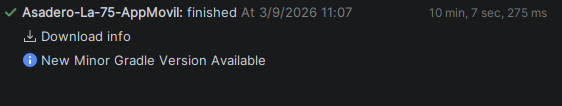 Asadero-La-75-AppMovil: finished At 3/9/2026 11:07 10 min, 7 sec, 275 ms
Download info
New Minor Gradle Version Available